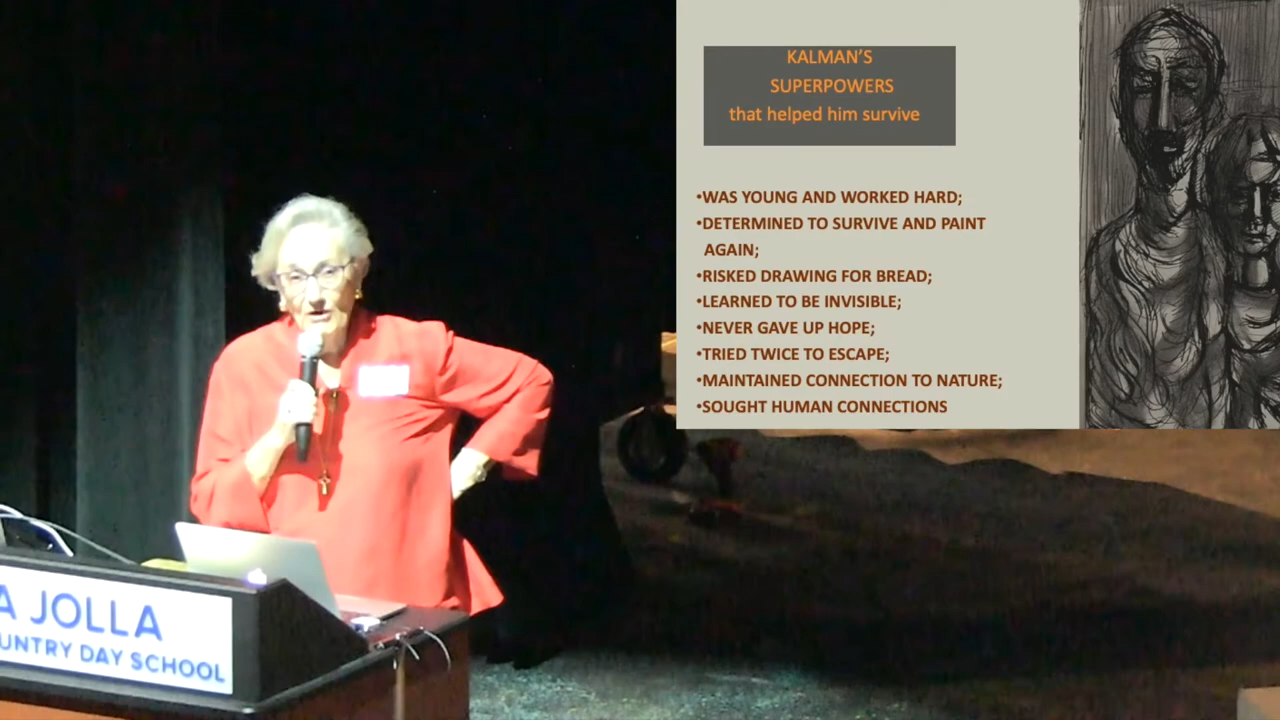 KALMAN'S
SUPERPOWERS
that helped him survive
•WAS YOUNG AND WORKED HARD;
•DETERMINED TO SURVIVE AND PAINT
AGAIN;
•RISKED DRAWING FOR BREAD;
•LEARNED TO BE INVISIBLE;
•NEVER GAVE UP HOPE;
•TRIED TWICE TO ESCAPE;
•MAINTAINED CONNECTION TO NATURE;
•SOUGHT HUMAN CONNECTIONS
A JOLLA
UNTRY DAY SCHOOL